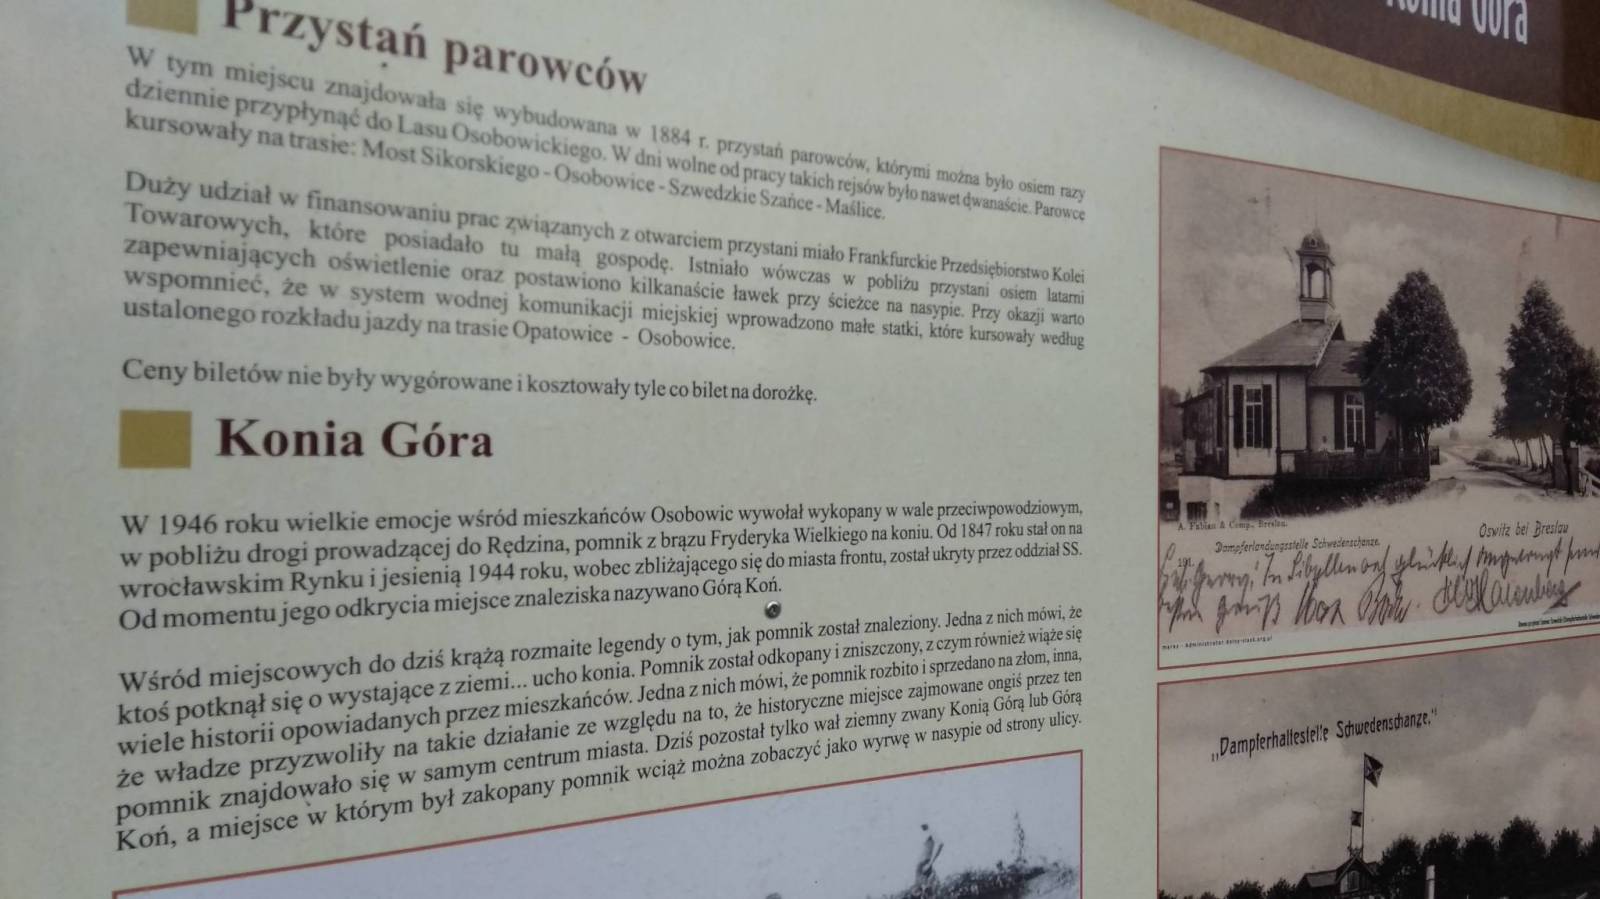 Przystań parowców
Konia Góra
W tym miejscu znajdowała się wybudowana w 1884 r. przystań parowców, którymi można było osiem razy
dziennie przypłynąć do Lasu Osobowickiego. W dni wolne od pracy takich rejsów było nawet dwanaście. Parowce
kursowały na trasie: Most Sikorskiego - Osobowice - Szwedzkie Szańce - Maślice.
Duży udział w finansowaniu prac związanych z otwarciem przystani miało Frankfurckie Przedsiębiorstwo Kolei
Towarowych, które posiadało tu małą gospodę. Istniało wówczas w pobliżu przystani osiem latarni
zapewniających oświetlenie oraz postawiono kilkanaście ławek przy ścieżce na nasypie. Przy okazji warto
wspomnieć, że w system wodnej komunikacji miejskiej wprowadzono małe statki, które kursowały według
ustalonego rozkładu jazdy na trasie Opatowice - Osobowice.
Ceny biletów nie były wygórowane i kosztowały tyle co bilet na dorożkę.
Konia Góra
W 1946 roku wielkie emocje wśród mieszkańców Osobowic wywołał wykopany w wale przeciwpowodziowym,
w pobliżu drogi prowadzącej do Rędzina, pomnik z brązu Fryderyka Wielkiego na koniu. Od 1847 roku stał on na
wrocławskim Rynku i jesienią 1944 roku, wobec zbliżającego się do miasta frontu, został ukryty przez oddział SS.
Od momentu jego odkrycia miejsce znaleziska nazywano Górą Koń.
Wśród miejscowych do dziś krążą rozmaite legendy o tym, jak pomnik został znaleziony. Jedna z nich mówi, że
ktoś potknął się o wystające z ziemi... ucho konia. Pomnik został odkopany i zniszczony, z czym również wiąże się
wiele historii opowiadanych przez mieszkańców. Jedna z nich mówi, że pomnik rozbito i sprzedano na złom, inna,
że władze przyzwoliły na takie działanie ze względu na to, że historyczne miejsce zajmowane ongiś przez ten
pomnik znajdowało się w samym centrum miasta. Dziś pozostał tylko wał ziemny zwany Konią Górą lub Górą
Koń, a miejsce w którym był zakopany pomnik wciąż można zobaczyć jako wyrwę w nasypie od strony ulicy.
A. Fabian & Comp., Breslau.
Oswitz bei Breslau
Dampferlandungsstelle Schwedenschanze.
191
„Dampferhaltestelle Schwedenschanze."